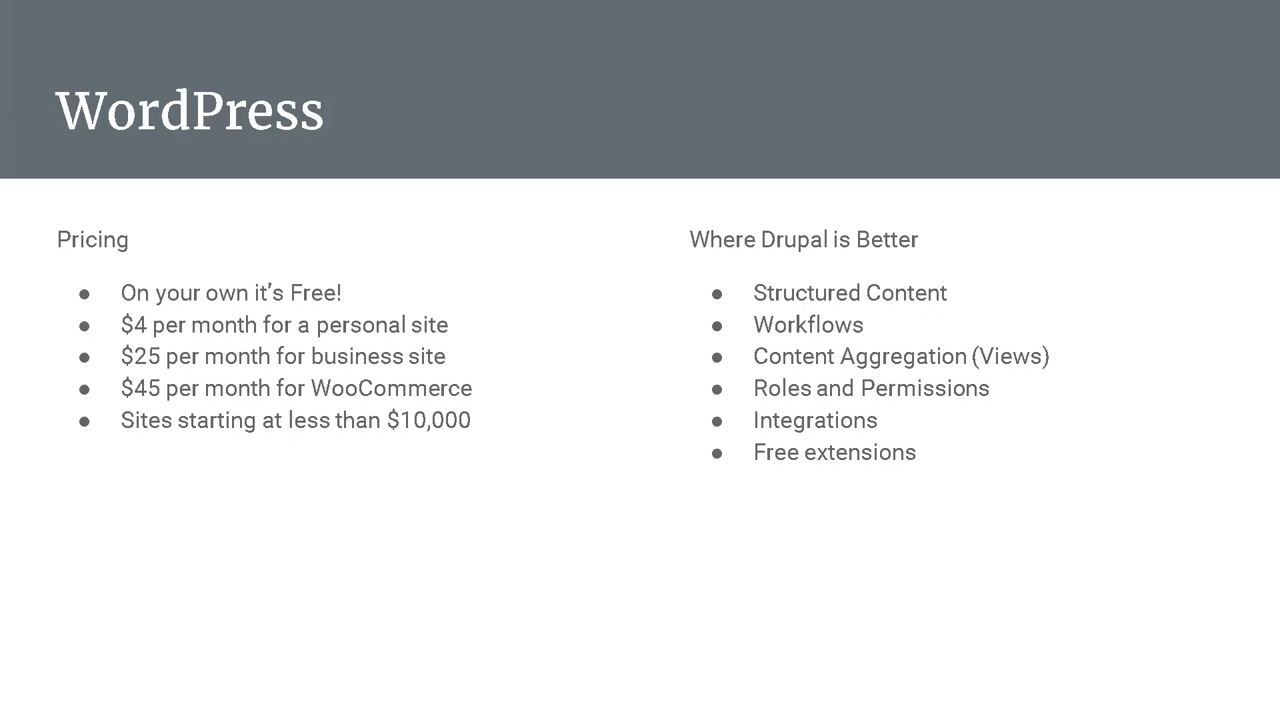 WordPress
Pricing
● On your own it's Free!
● $4 per month for a personal site
● $25 per month for business site
● $45 per month for WooCommerce
● Sites starting at less than $10,000
Where Drupal is Better
● Structured Content
● Workflows
● Content Aggregation (Views)
● Roles and Permissions
● Integrations
● Free extensions